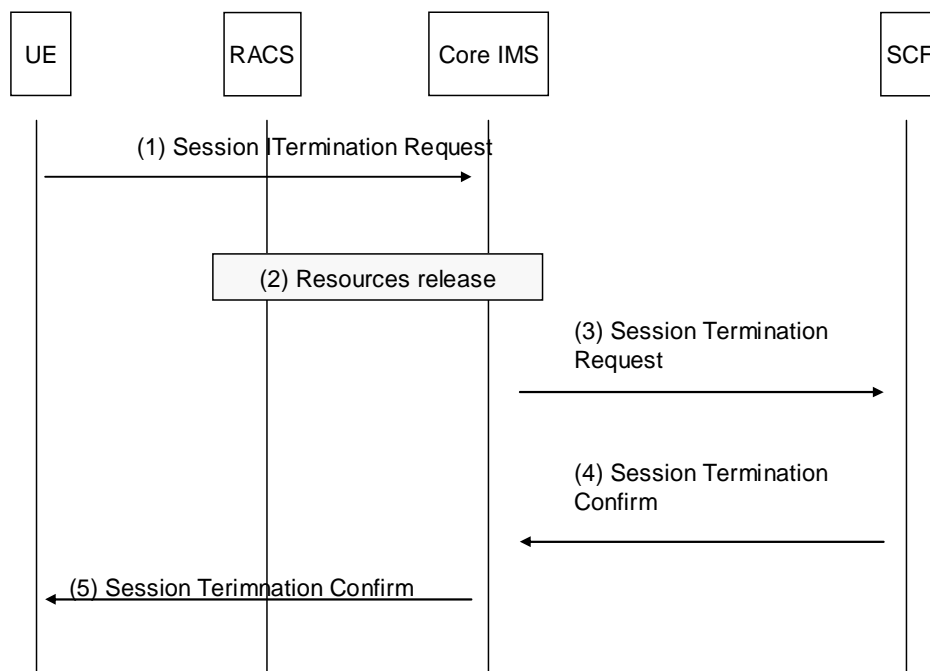 UE
RACS
Core IMS
SCF
(1) Session ITermination Request
(2) Resources release
(3) Session Termination
Request
(4) Session Termination
Confirm
(5) Session Terimnation Confirm